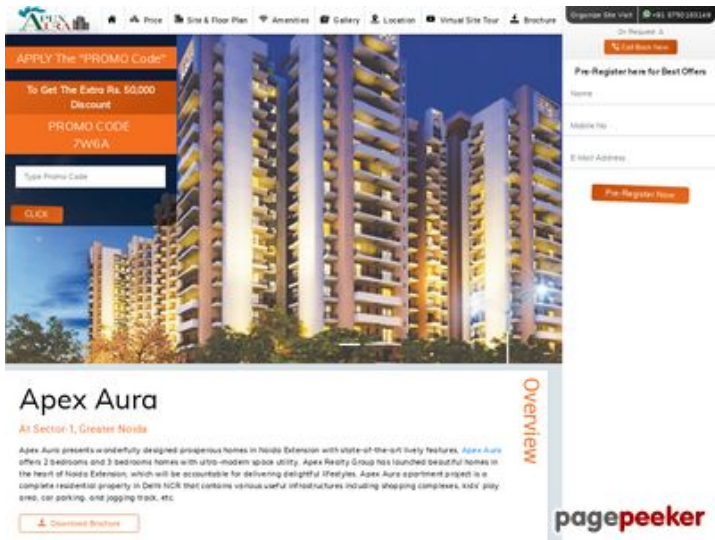 APEX AURA
Price
Site & Floor Plan
Amenities
Gallery
Location
Virtual Site Tour
Brochure
Organize Site Visit
Or Request A
Call Back Now
Pre-Register here for Best Offers
Name
Mobile No
E-Mail Address
Pre-Register Now
APPLY The "PROMO Code"
To Get The Extra Rs. 50,000
Discount
PROMO CODE
7W6A
Type Promo Code
CLICK
Overview
Apex Aura
At Sector-1, Greater Noida
Apex Aura presents wonderfully designed prosperous homes in Noida Extension with state-of-the-art lively features. Apex Aura
offers 2 bedrooms and 3 bedrooms homes with ultra-modern space utility. Apex Realty Group has launched beautiful homes in
the heart of Noida Extension, which will be accountable for delivering delightful lifestyles. Apex Aura apartment project is a
complete residential property in Delhi NCR that contains various useful infrastructures including shopping complexes, kids' play
area, car parking, and jogging track, etc.
Download Brochure
pagepeeker